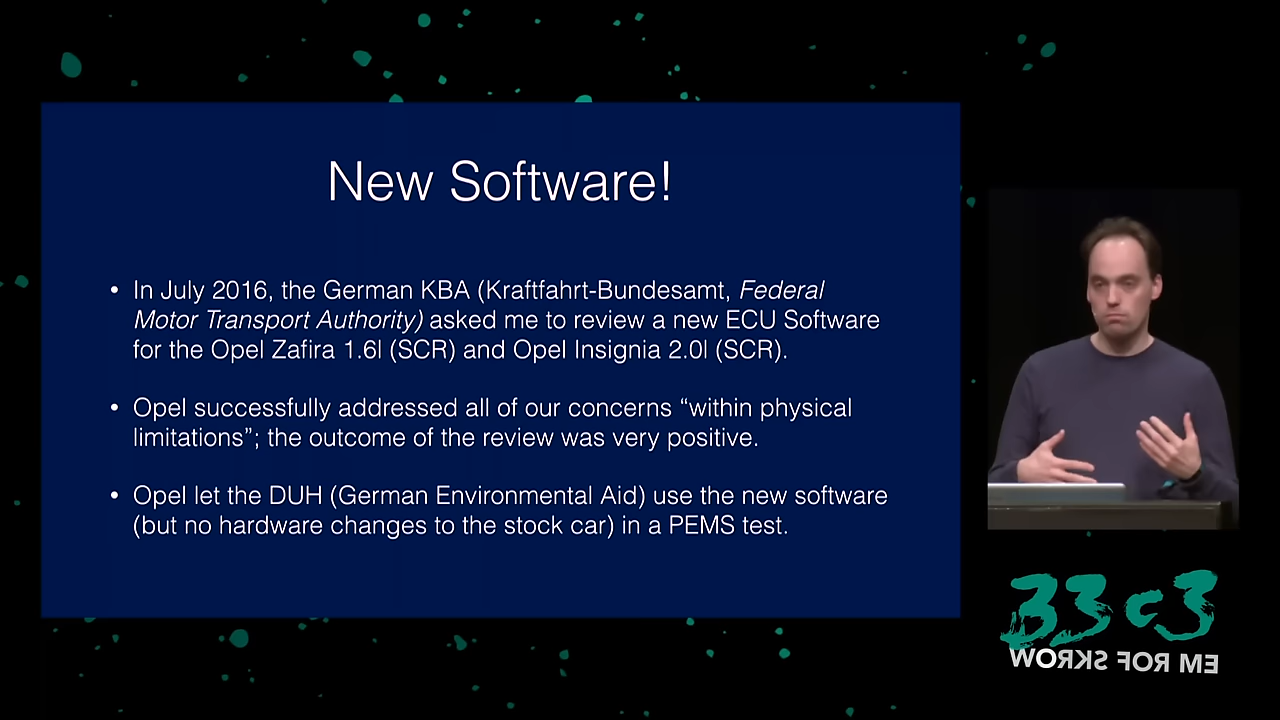 New Software!
• In July 2016, the German KBA (Kraftfahrt-Bundesamt, Federal
Motor Transport Authority) asked me to review a new ECU Software
for the Opel Zafira 1.6l (SCR) and Opel Insignia 2.0l (SCR).
• Opel successfully addressed all of our concerns “within physical
limitations”; the outcome of the review was very positive.
• Opel let the DUH (German Environmental Aid) use the new software
(but no hardware changes to the stock car) in a PEMS test.
33c3
WORKS FOR ME